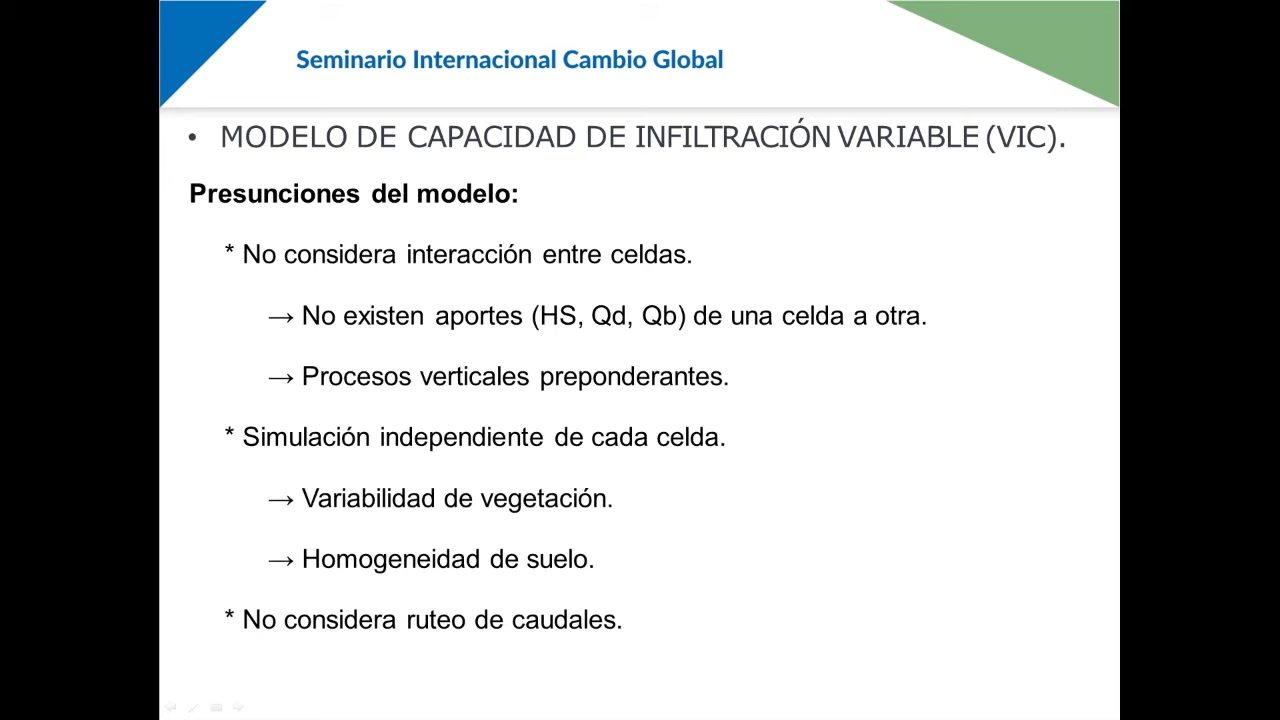 Seminario Internacional Cambio Global
• MODELO DE CAPACIDAD DE INFILTRACIÓN VARIABLE (VIC).
Presunciones del modelo:
* No considera interacción entre celdas.
→ No existen aportes (HS, Qd, Qb) de una celda a otra.
→ Procesos verticales preponderantes.
* Simulación independiente de cada celda.
→ Variabilidad de vegetación.
→ Homogeneidad de suelo.
* No considera ruteo de caudales.